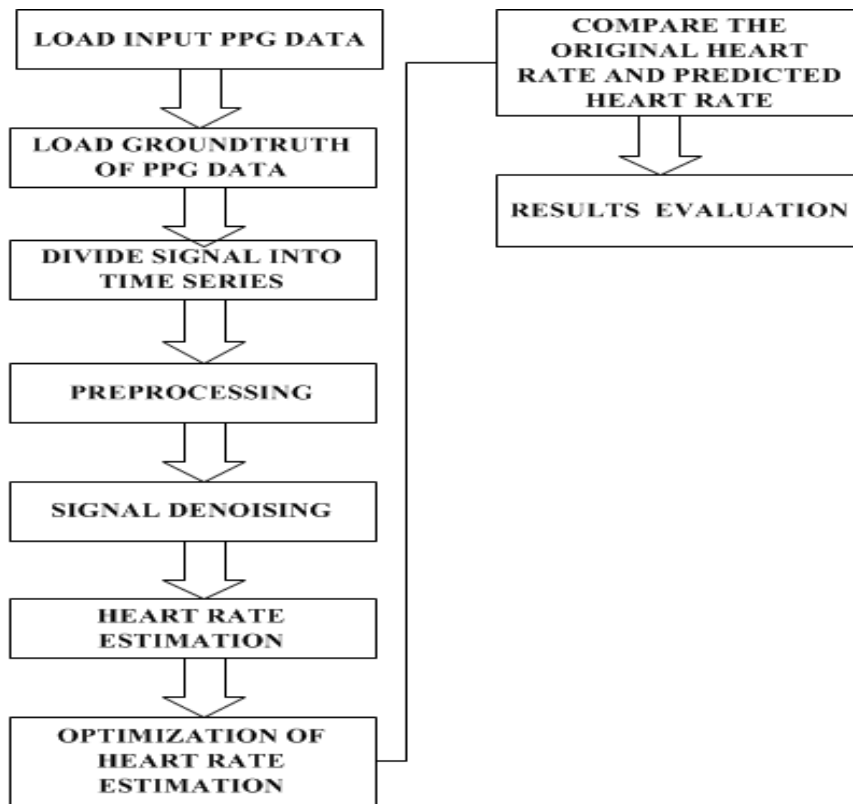 LOAD INPUT PPG DATA
LOAD GROUNDTRUTH
OF PPG DATA
DIVIDE SIGNAL INTO
TIME SERIES
PREPROCESSING
SIGNAL DENOISING
HEART RATE
ESTIMATION
OPTIMIZATION OF
HEART RATE
ESTIMATION
COMPARE THE
ORIGINAL HEART
RATE AND PREDICTED
HEART RATE
RESULTS EVALUATION